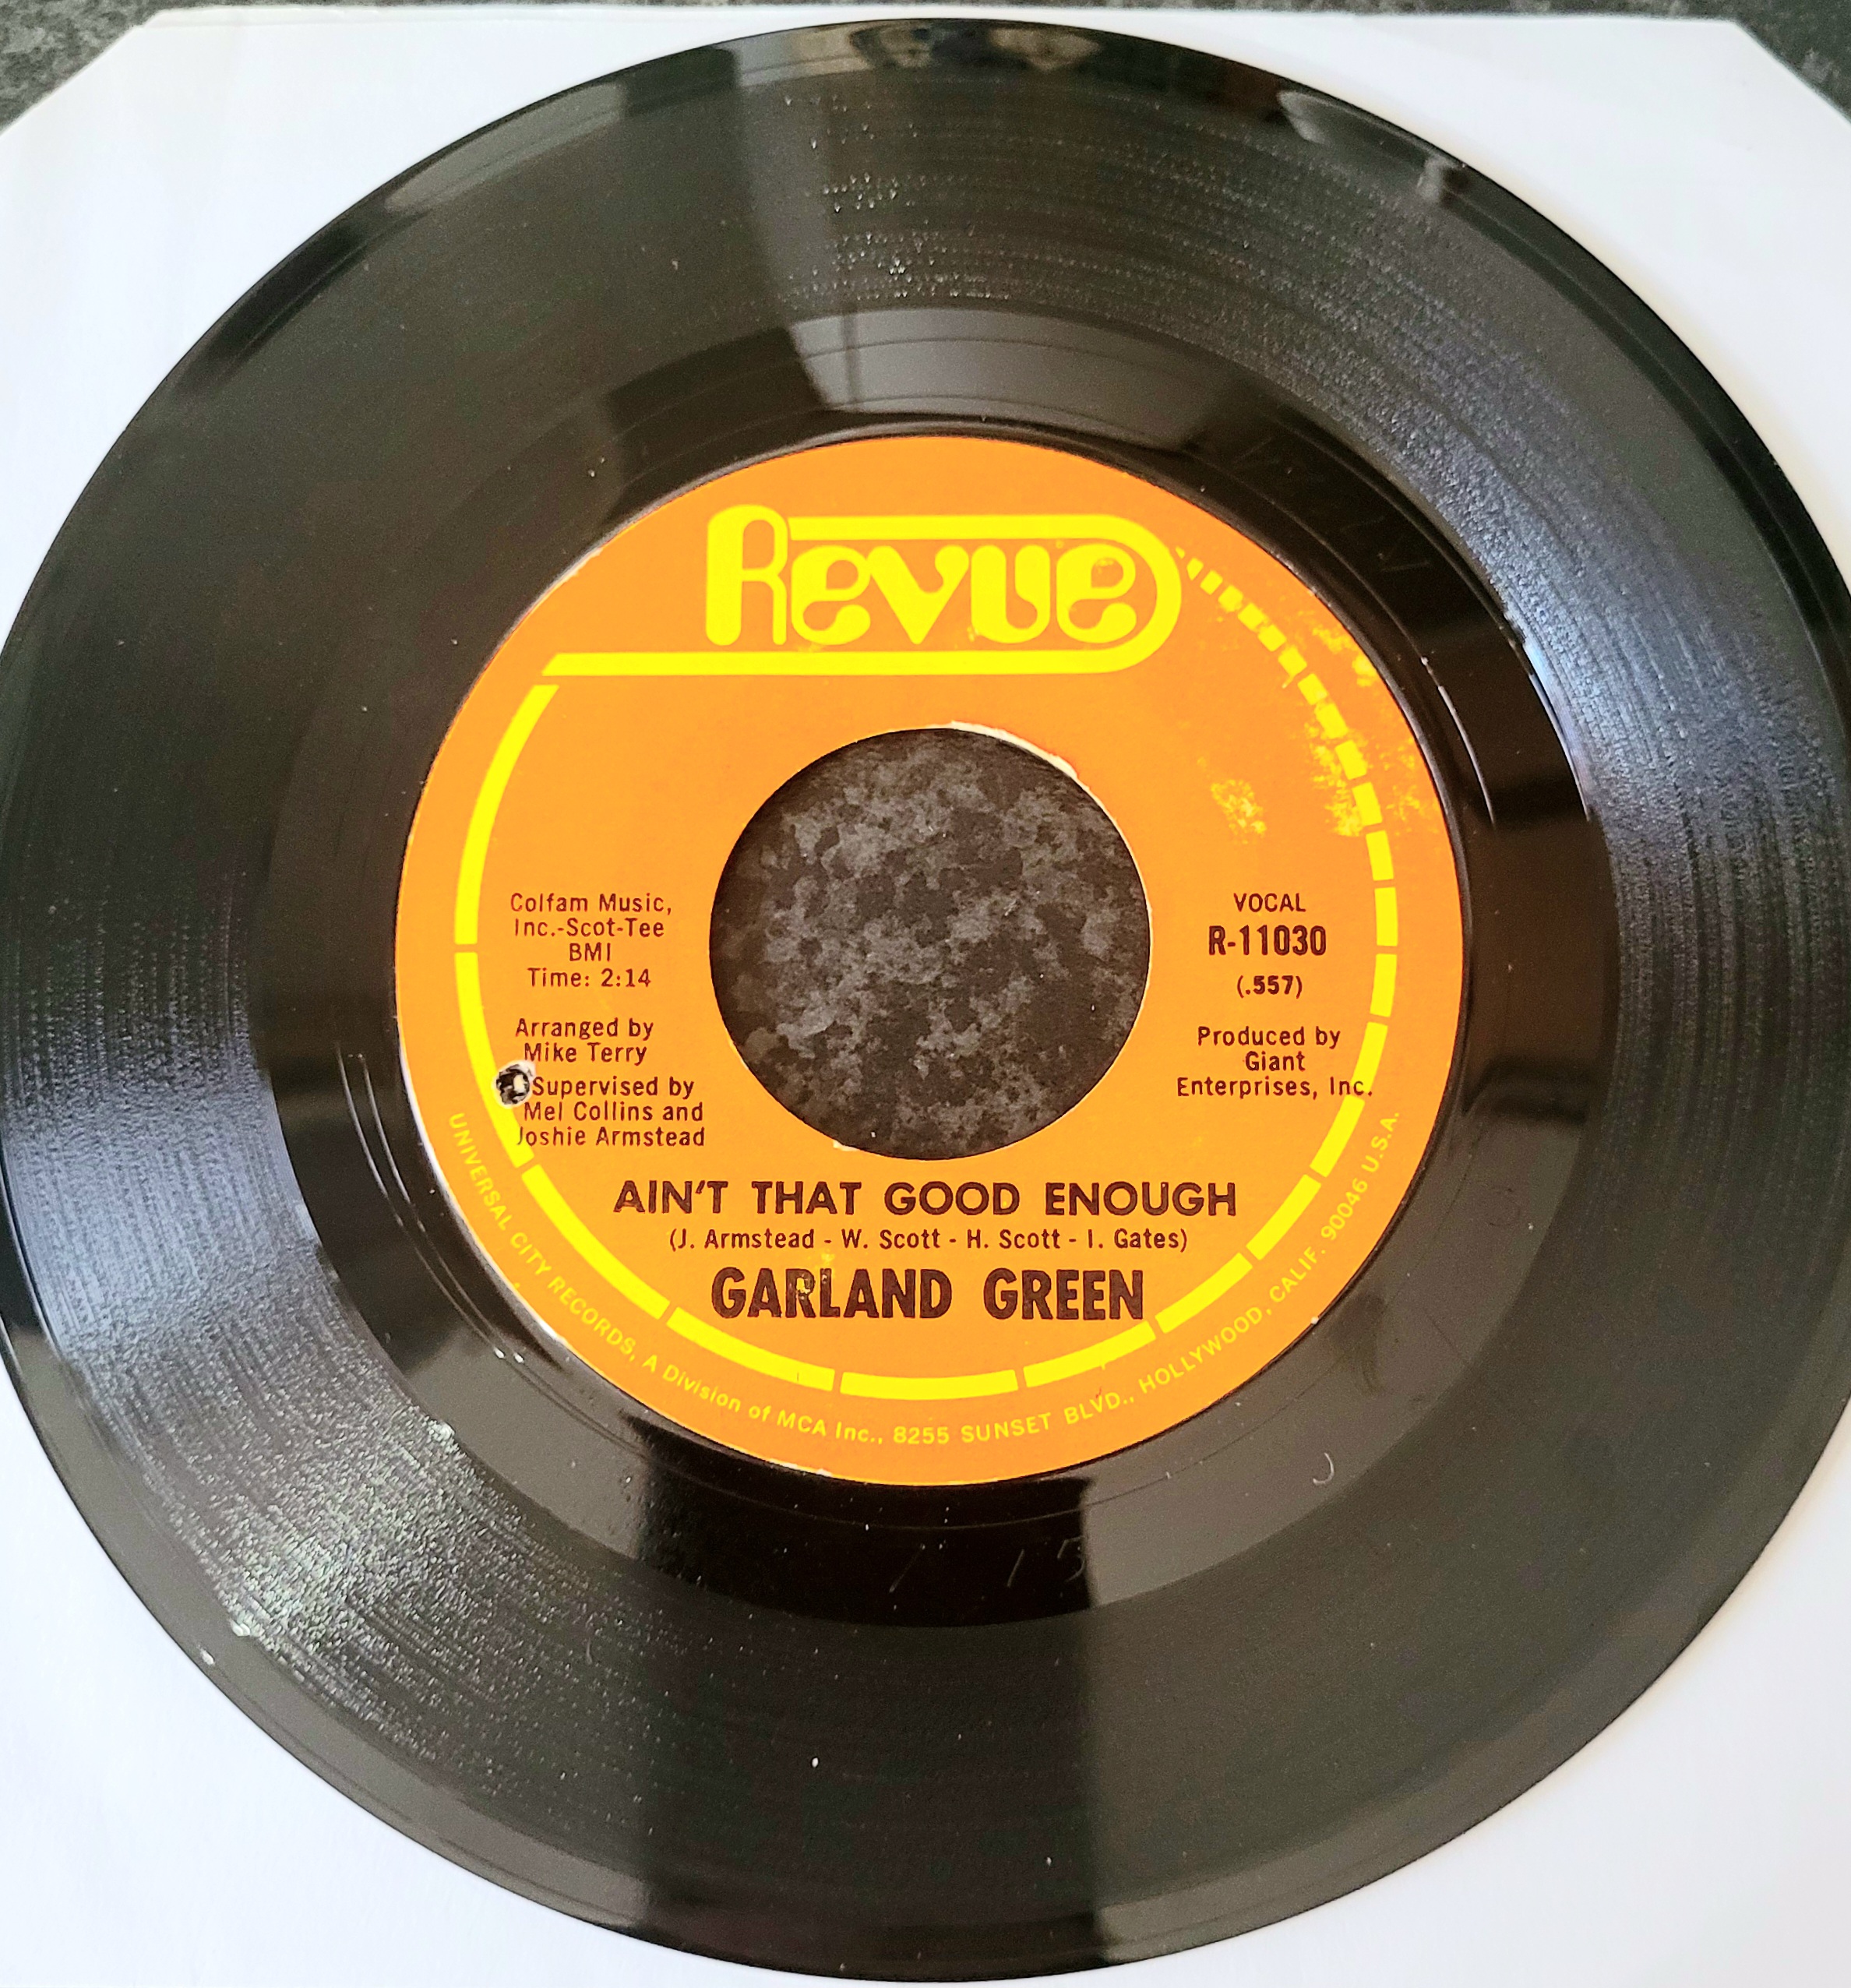 Revue
Colfam Music,
Inc.-Scot-Tee
BMI
Time: 2:14
Arranged by
Mike Terry
Supervised by
Mel Collins and
Joshie Armstead
VOCAL
R-11030
(.557)
Produced by
Giant
Enterprises, Inc.
AIN'T THAT GOOD ENOUGH
(J. Armstead - W. Scott - H. Scott - I. Gates)
GARLAND GREEN
UNIVERSAL CITY RECORDS, A Division of MCA Inc., 8255 SUNSET BLVD., HOLLYWOOD, CALIF. 90046 U.S.A.